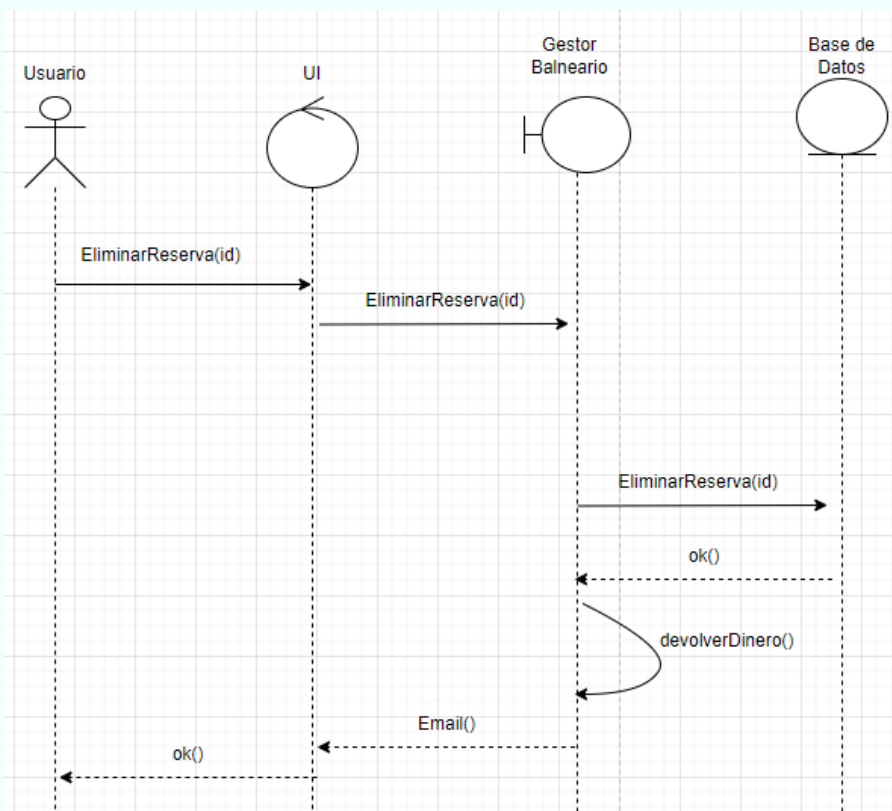 Usuario
UI
Gestor
Balneario
Base de
Datos
EliminarReserva(id)
EliminarReserva(id)
EliminarReserva(id)
ok()
devolverDinero()
Email()
ok()